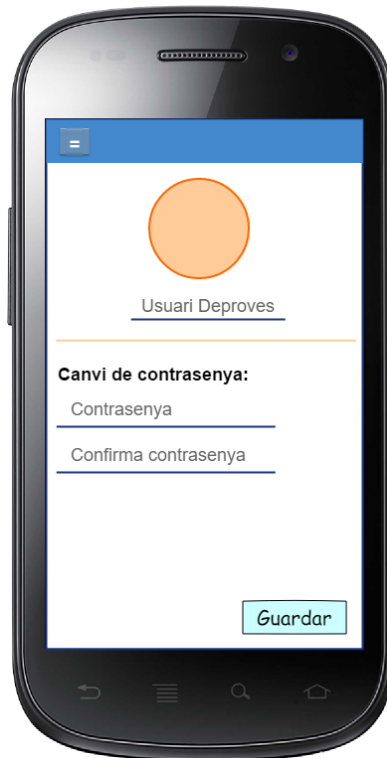 =
Usuari Deproves
Canvi de contrasenya:
Contrasenya
Confirma contrasenya
Guardar